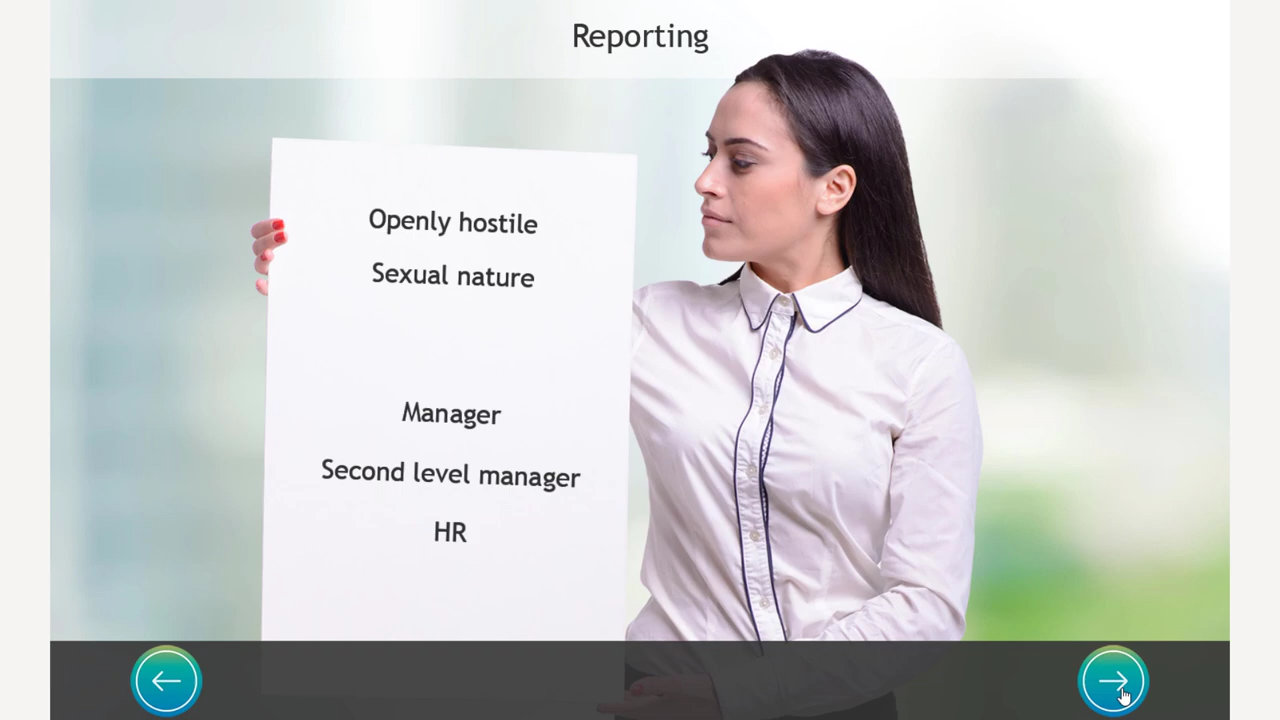 Reporting
Openly hostile
Sexual nature
Manager
Second level manager
HR